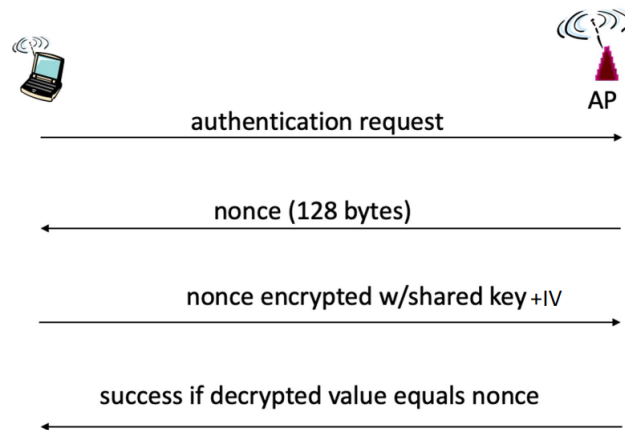 AP
authentication request
nonce (128 bytes)
nonce encrypted w/shared key +IV
success if decrypted value equals nonce